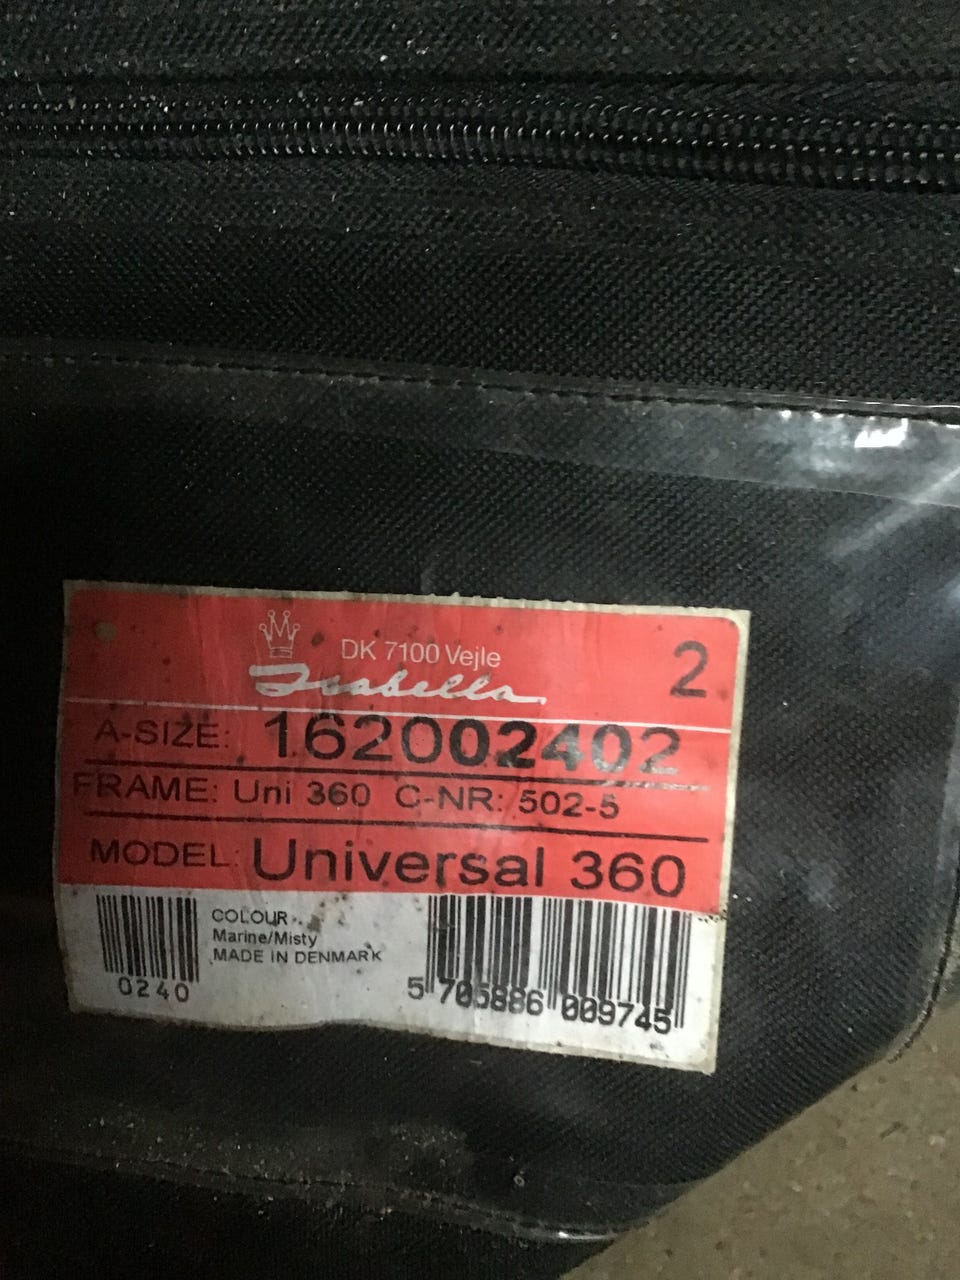 DK 7100 Vejle
2
Isabella
A-SIZE: 162002402
FRAME: Uni 360 C-NR: 502-5
MODEL: Universal 360
COLOUR
Marine/Misty
MADE IN DENMARK
0240
5 705886 009745